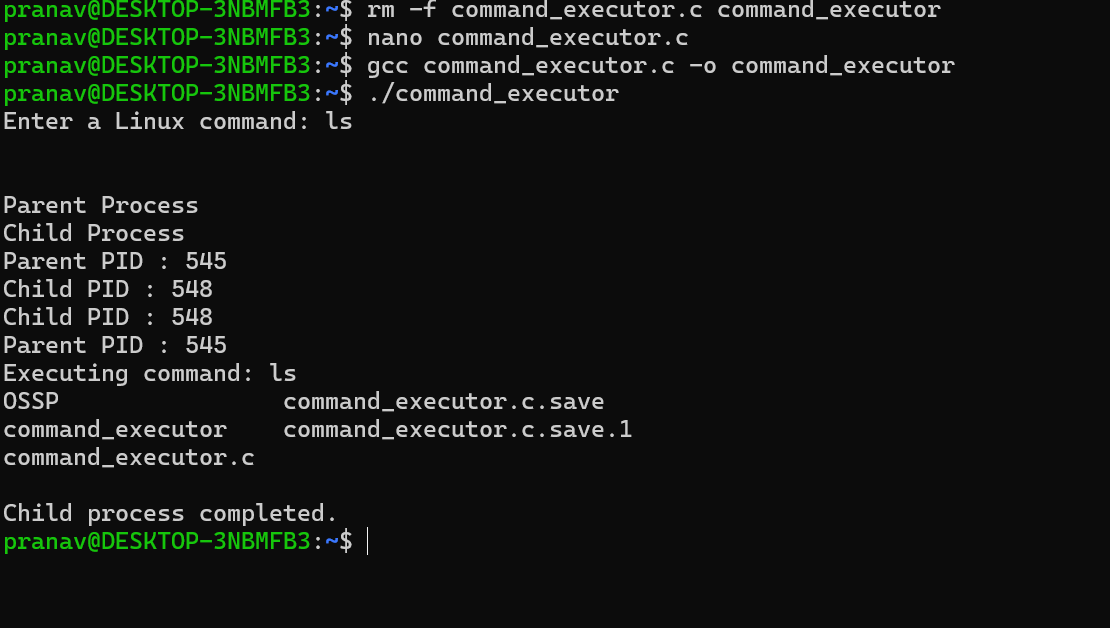 pranav@DESKTOP-3NBMFB3:~$ rm -f command_executor.c command_executor
pranav@DESKTOP-3NBMFB3:~$ nano command_executor.c
pranav@DESKTOP-3NBMFB3:~$ gcc command_executor.c -o command_executor
pranav@DESKTOP-3NBMFB3:~$ ./command_executor
Enter a Linux command: ls
Parent Process
Child Process
Parent PID : 545
Child PID : 548
Child PID : 548
Parent PID : 545
Executing command: ls
OSSP                command_executor.c.save
command_executor    command_executor.c.save.1
command_executor.c
Child process completed.
pranav@DESKTOP-3NBMFB3:~$